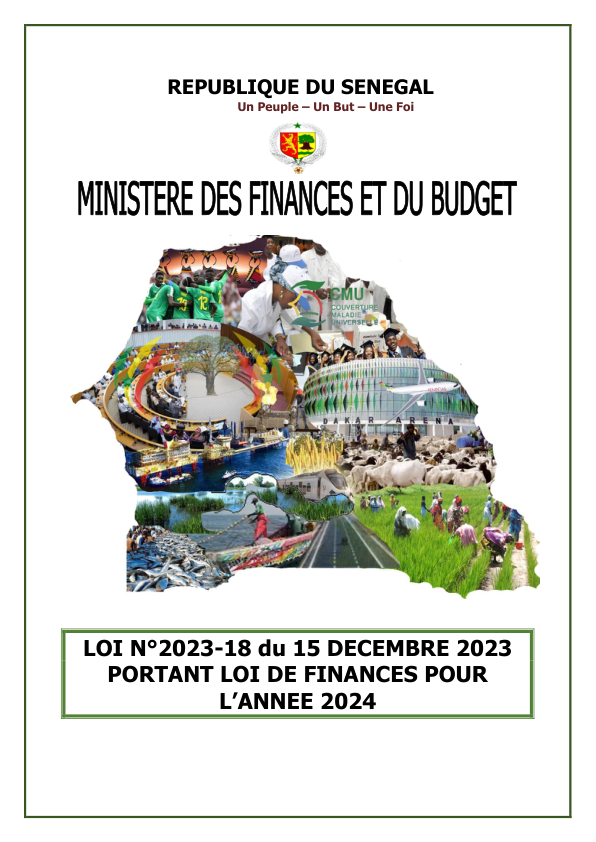 REPUBLIQUE DU SENEGAL
Un Peuple – Un But – Une Foi
MINISTERE DES FINANCES ET DU BUDGET
CMU
COUVERTURE
MALADIE
UNIVERSELLE
DAKAR ARENA
LOI N°2023-18 du 15 DECEMBRE 2023
PORTANT LOI DE FINANCES POUR
L’ANNEE 2024